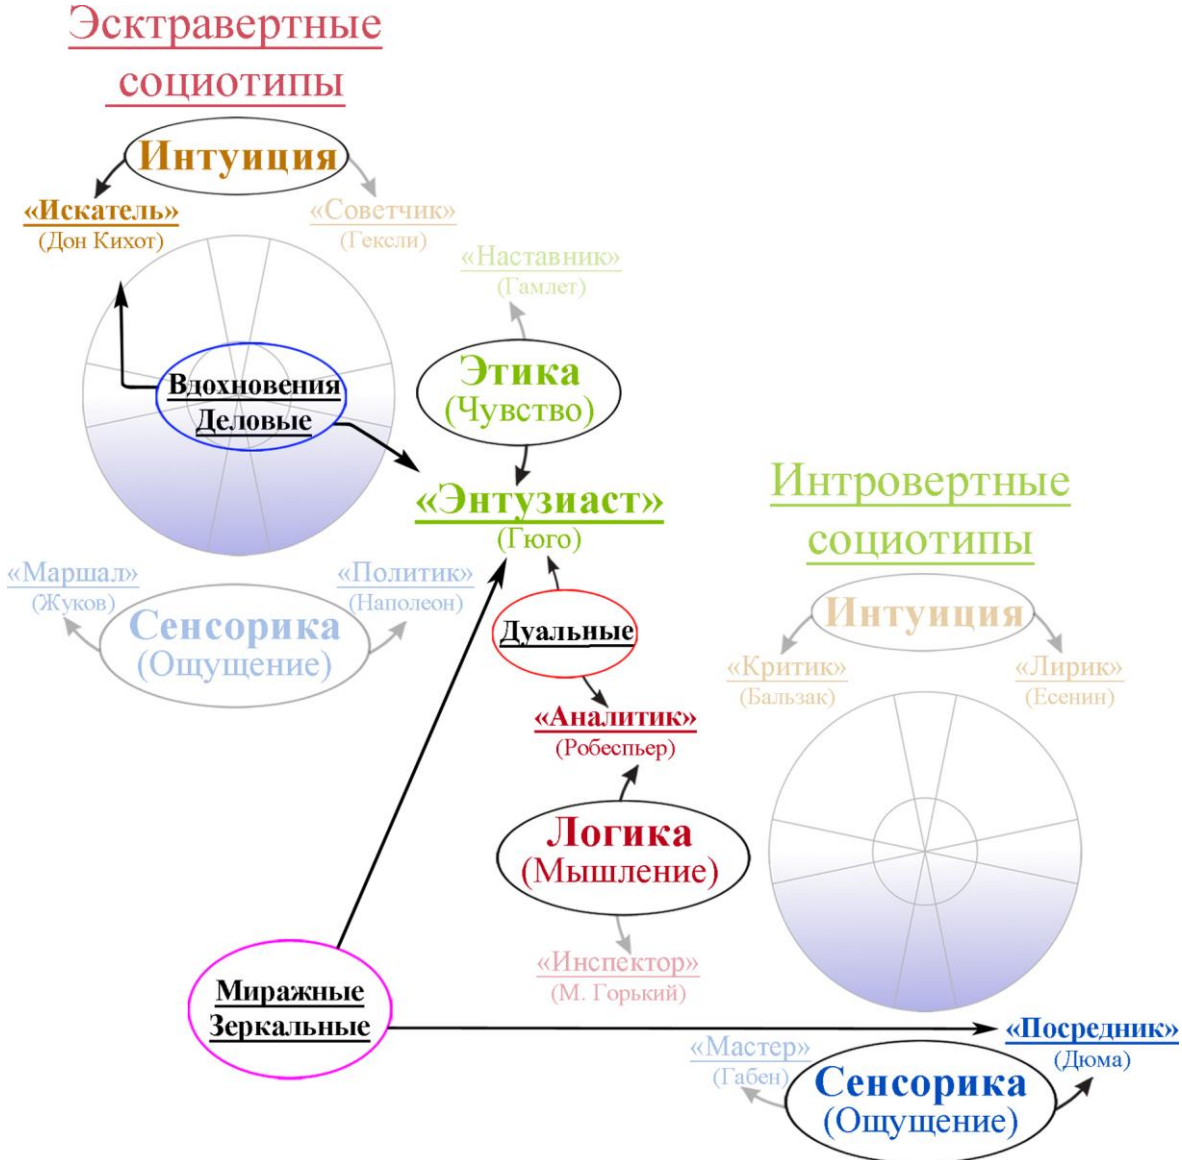 Эсктравертные
социотипы
Интуиция
«Искатель»
(Дон Кихот)
«Советчик»
(Гексли)
«Наставник»
(Гамлет)
Этика
(Чувство)
Вдохновения
Деловые
«Энтузиаст»
(Гюго)
«Маршал»
(Жуков)
«Политик»
(Наполеон)
Сенсорика
(Ощущение)
Дуальные
«Аналитик»
(Робеспьер)
Логика
(Мышление)
«Инспектор»
(М. Горький)
Интровертные
социотипы
Интуиция
«Критик»
(Бальзак)
«Лирик»
(Есенин)
Миражные
Зеркальные
«Мастер»
(Габен)
«Посредник»
(Дюма)
Сенсорика
(Ощущение)